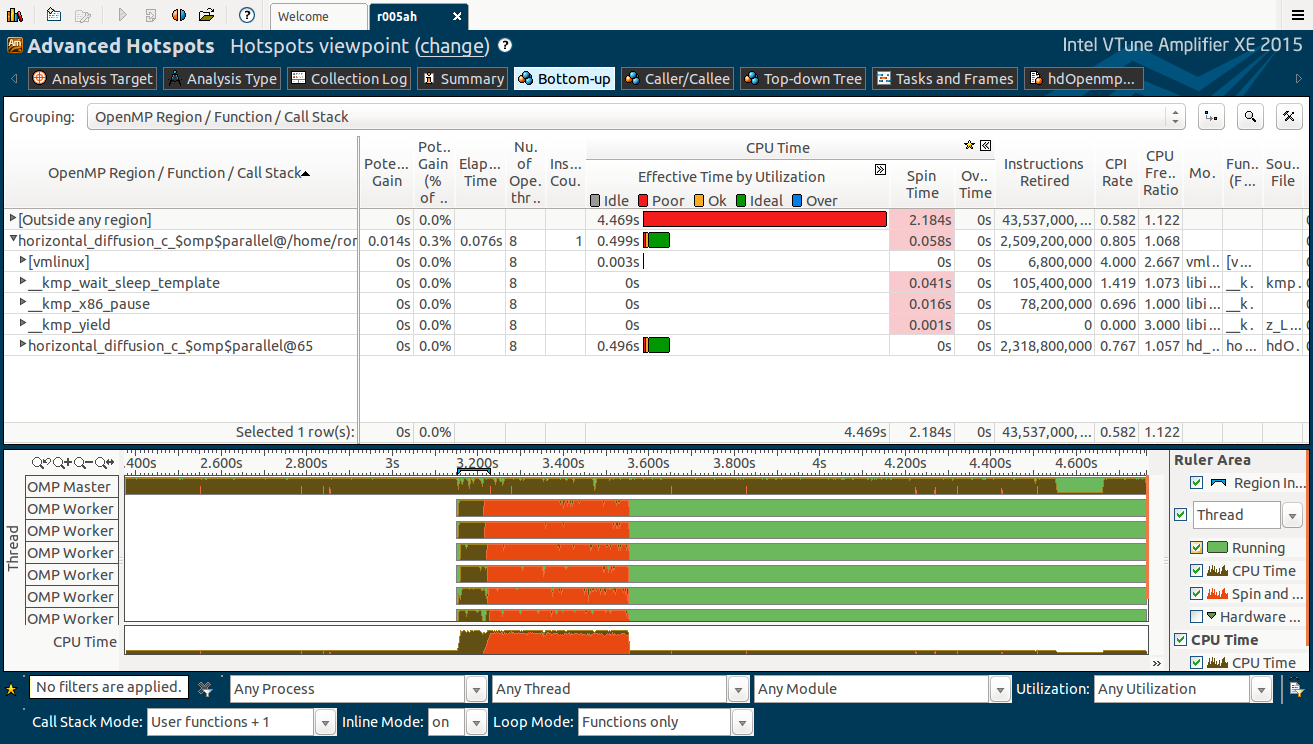 Welcome
r005ah
Am Advanced Hotspots Hotspots viewpoint (change) ?
Intel VTune Amplifier XE 2015
Analysis Target
Analysis Type
Collection Log
Summary
Bottom-up
Caller/Callee
Top-down Tree
Tasks and Frames
hdOpenmp...
Grouping: OpenMP Region / Function / Call Stack
OpenMP Region / Function / Call Stack
Pote... Gain
Pot.. Gain (% of ..
Elap... Time
Nu. of Ope. thr..
Ins... Cou.
CPU Time
Effective Time by Utilization
Idle Poor Ok Ideal Over
Spin Time
Ov.. Time
Instructions Retired
CPI Rate
CPU Fre.. Ratio
Mo.
Fun.. (F...
Sou.. File
[Outside any region] 0s 0.0% 4.469s 2.184s 0s 43,537,000,... 0.582 1.122
horizontal_diffusion_c_$omp$parallel@/home/ror 0.014s 0.3% 0.076s 8 1 0.499s 0.058s 0s 2,509,200,000 0.805 1.068
[vmlinux] 0s 0.0% 8 0.003s 0s 0s 6,800,000 4.000 2.667 vml... [v...
__kmp_wait_sleep_template 0s 0.0% 8 0s 0.041s 0s 105,400,000 1.419 1.073 libi... __k. kmp.
__kmp_x86_pause 0s 0.0% 8 0s 0.016s 0s 78,200,000 0.696 1.000 libi... __k.
__kmp_yield 0s 0.0% 8 0s 0.001s 0s 0 0.000 3.000 libi... __k. z_L...
horizontal_diffusion_c_$omp$parallel@65 0s 0.0% 8 0.496s 0s 0s 2,318,800,000 0.767 1.057 hd_... ho... hdO.
Selected 1 row(s): 0s 0.0% 4.469s 2.184s 0s 43,537,000,... 0.582 1.122
.400s 2.600s 2.800s 3s 3.200s 3.400s 3.600s 3.800s 4s 4.200s 4.400s 4.600s
Thread
OMP Master
OMP Worker
OMP Worker
OMP Worker
OMP Worker
OMP Worker
OMP Worker
CPU Time
Ruler Area
Region In...
Thread
Running
CPU Time
Spin and ...
Hardware ...
CPU Time
CPU Time
No filters are applied. Any Process Any Thread Any Module Utilization: Any Utilization
Call Stack Mode: User functions + 1 Inline Mode: on Loop Mode: Functions only